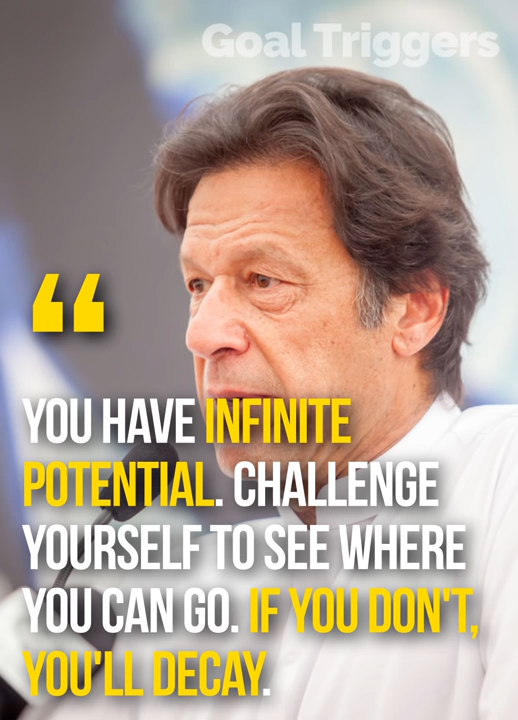 Goal Triggers
“
YOU HAVE INFINITE
POTENTIAL. CHALLENGE
YOURSELF TO SEE WHERE
YOU CAN GO. IF YOU DON'T,
YOU'LL DECAY.